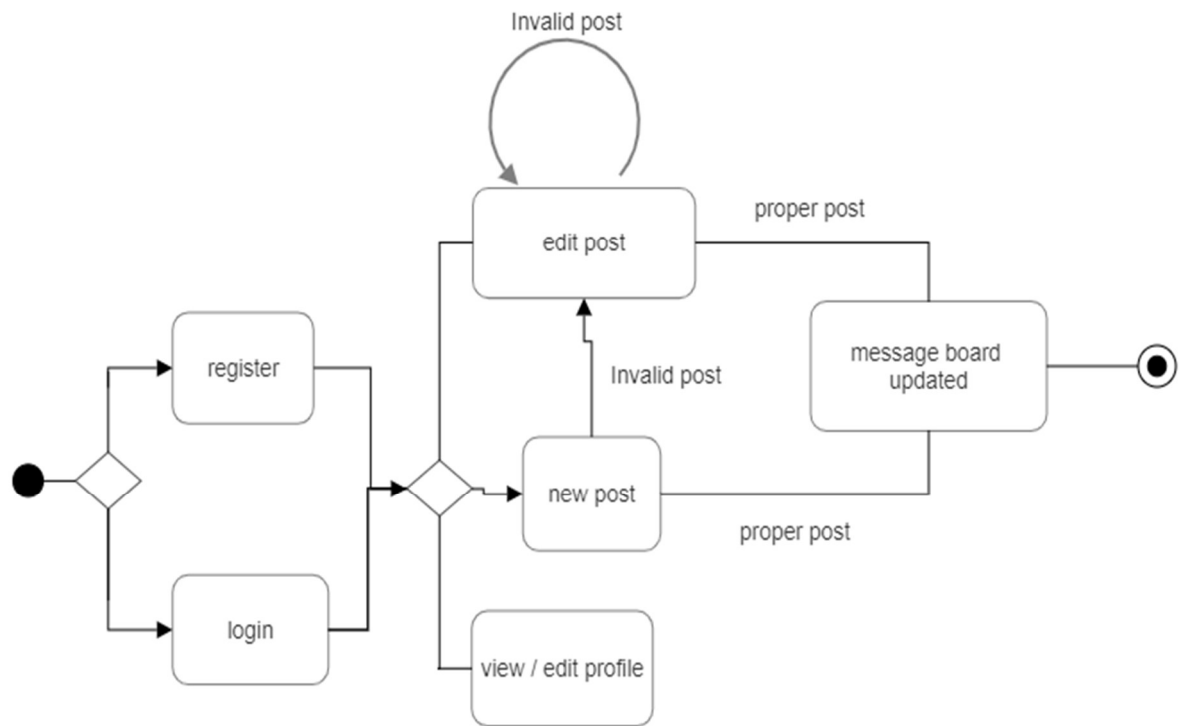 Invalid post
edit post
proper post
register
message board
updated
Invalid post
new post
proper post
login
view / edit profile